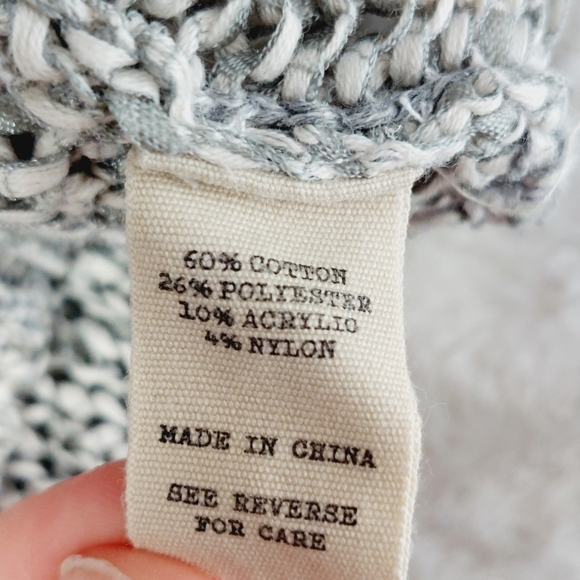 60% COTTON
26% POLYESTER
10% ACRYLIC
4% NYLON
MADE IN CHINA
SEE REVERSE
FOR CARE